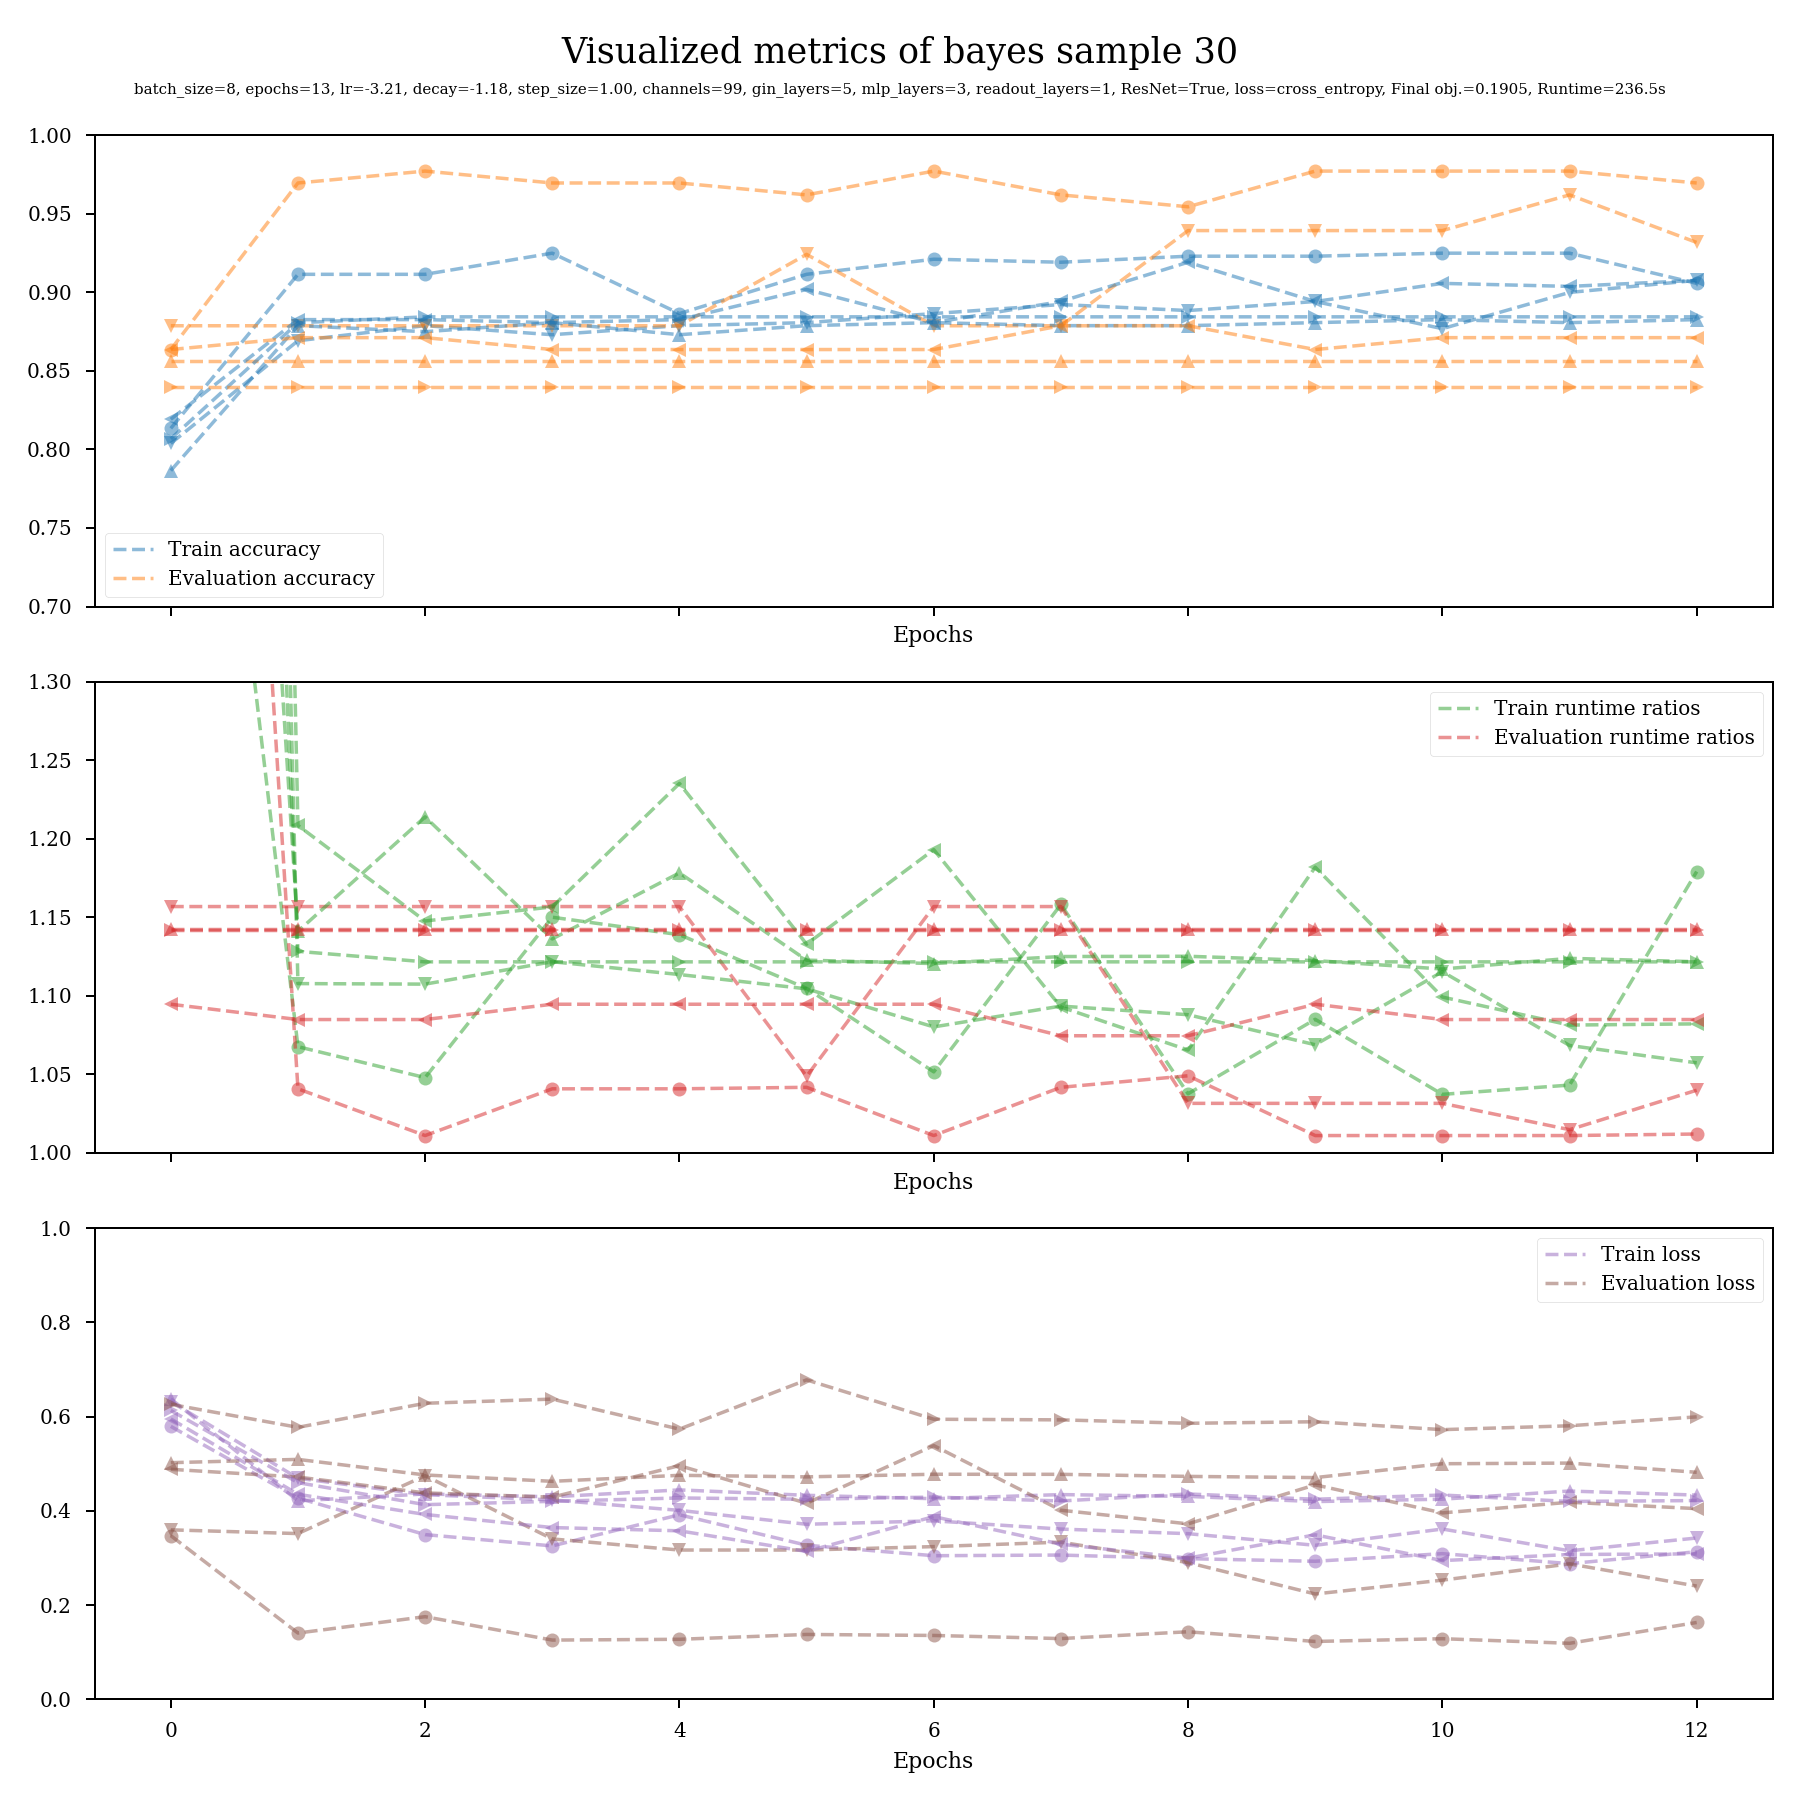 Visualized metrics of bayes sample 30
batch_size=8, epochs=13, lr=-3.21, decay=-1.18, step_size=1.00, channels=99, gin_layers=5, mlp_layers=3, readout_layers=1, ResNet=True, loss=cross_entropy, Final obj.=0.1905, Runtime=236.5s
1.00
0.95
0.90
0.85
0.80
0.75
0.70
Train accuracy
Evaluation accuracy
Epochs
1.30
1.25
1.20
1.15
1.10
1.05
1.00
Train runtime ratios
Evaluation runtime ratios
Epochs
1.0
0.8
0.6
0.4
0.2
0.0
Train loss
Evaluation loss
0 2 4 6 8 10 12
Epochs